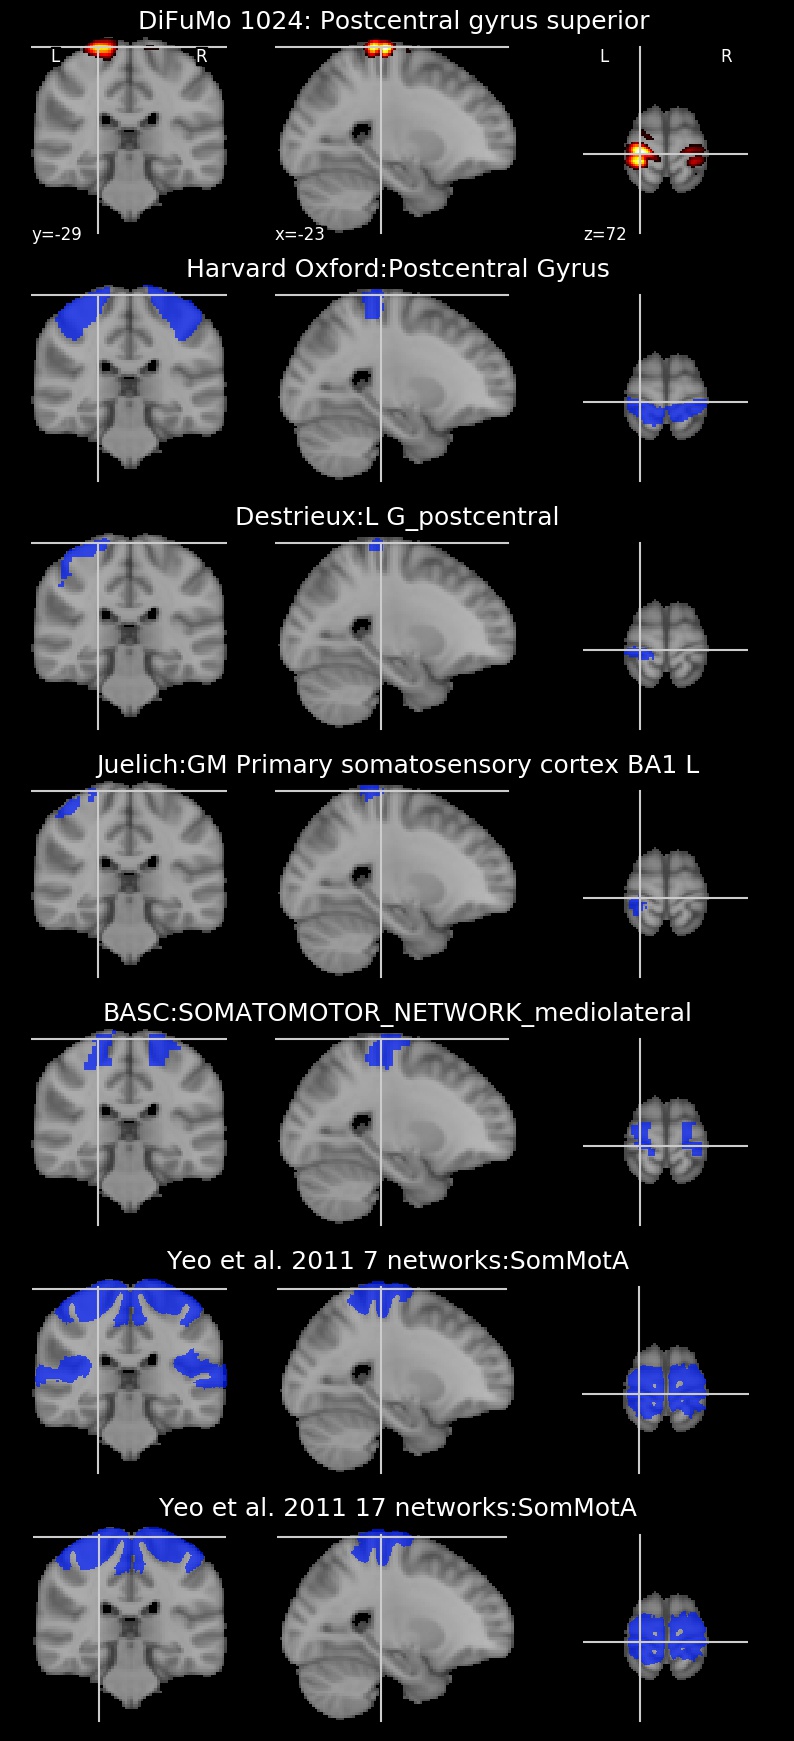 DiFuMo 1024: Postcentral gyrus superior
L R L R
y=-29 x=-23 z=72
Harvard Oxford:Postcentral Gyrus
Destrieux:L G_postcentral
Juelich:GM Primary somatosensory cortex BA1 L
BASC:SOMATOMOTOR_NETWORK_mediolateral
Yeo et al. 2011 7 networks:SomMotA
Yeo et al. 2011 17 networks:SomMotA